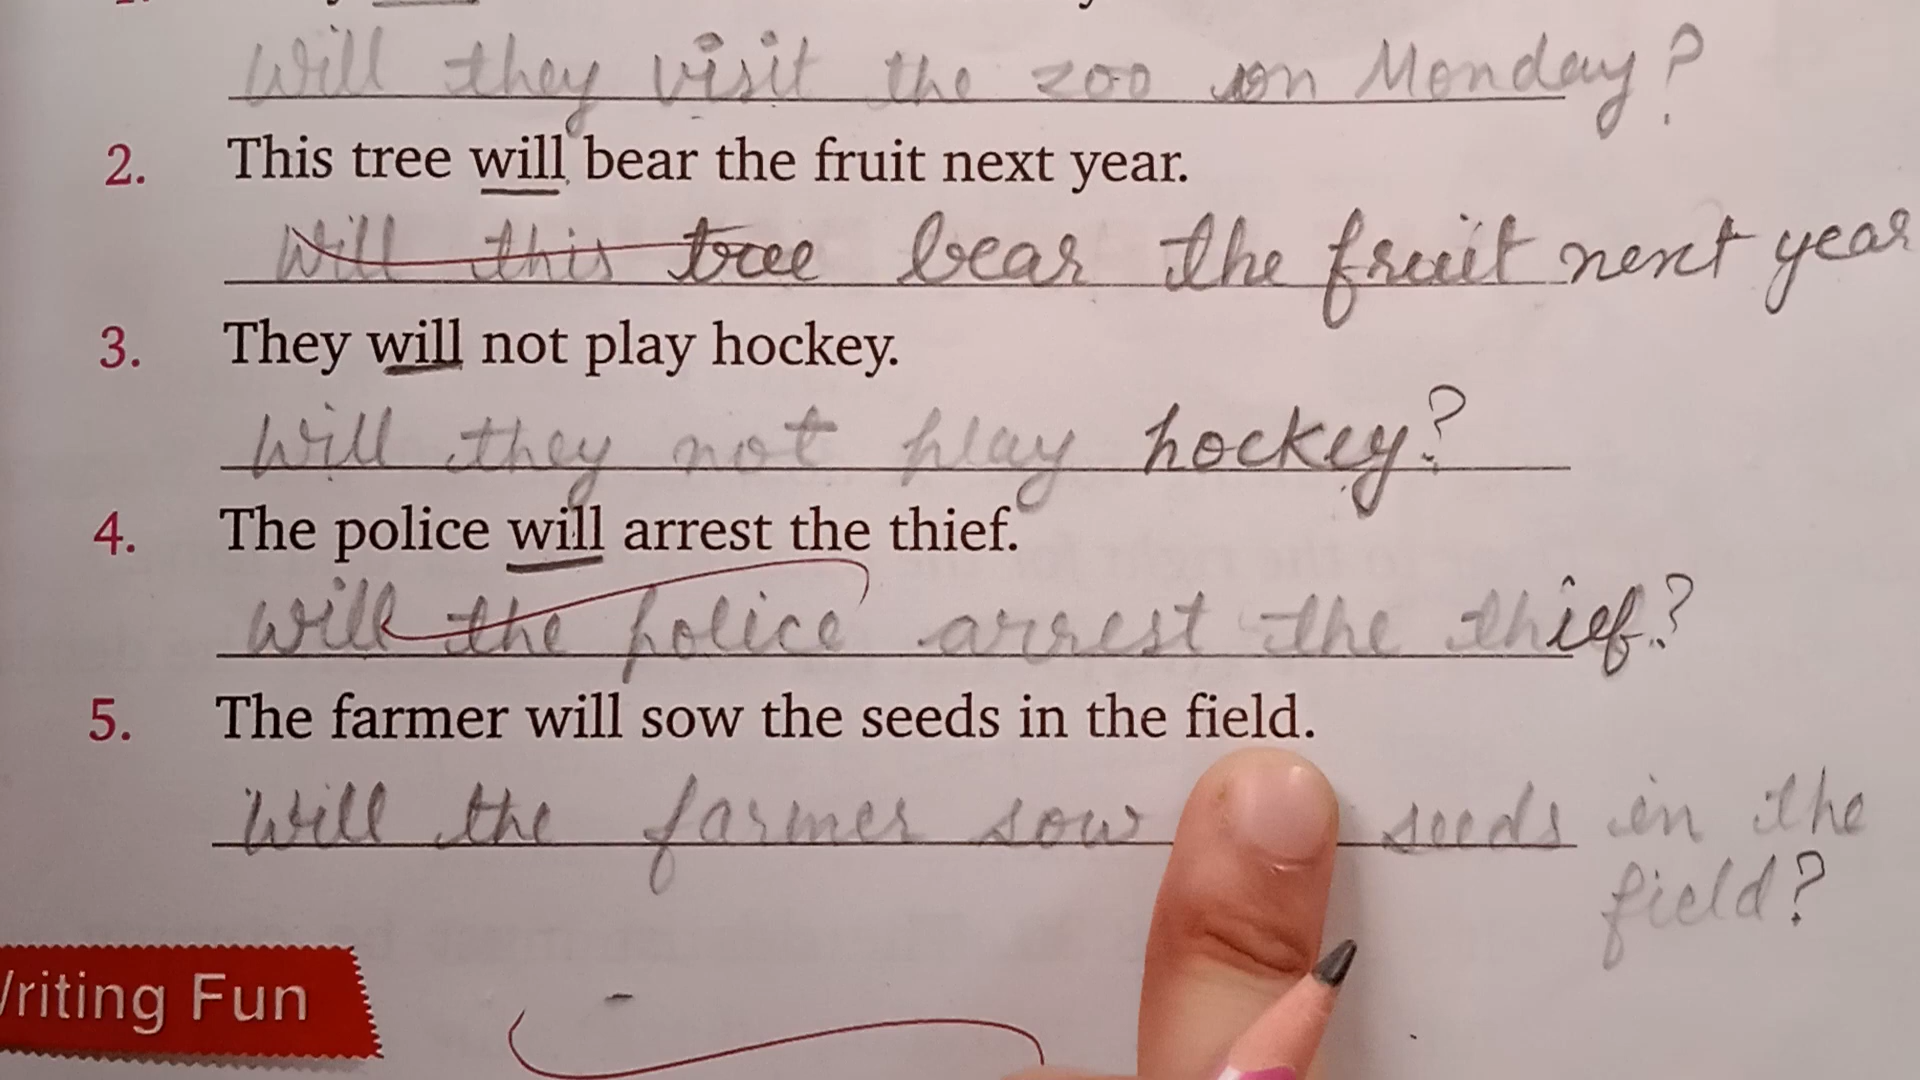 Will they visit the zoo on Monday?
2. This tree will bear the fruit next year.
Will this tree bear the fruit next year
3. They will not play hockey.
Will they not play hockey?
4. The police will arrest the thief.
Will the police arrest the thief?
5. The farmer will sow the seeds in the field.
Will the farmer sow seeds in the
field?
Writing Fun